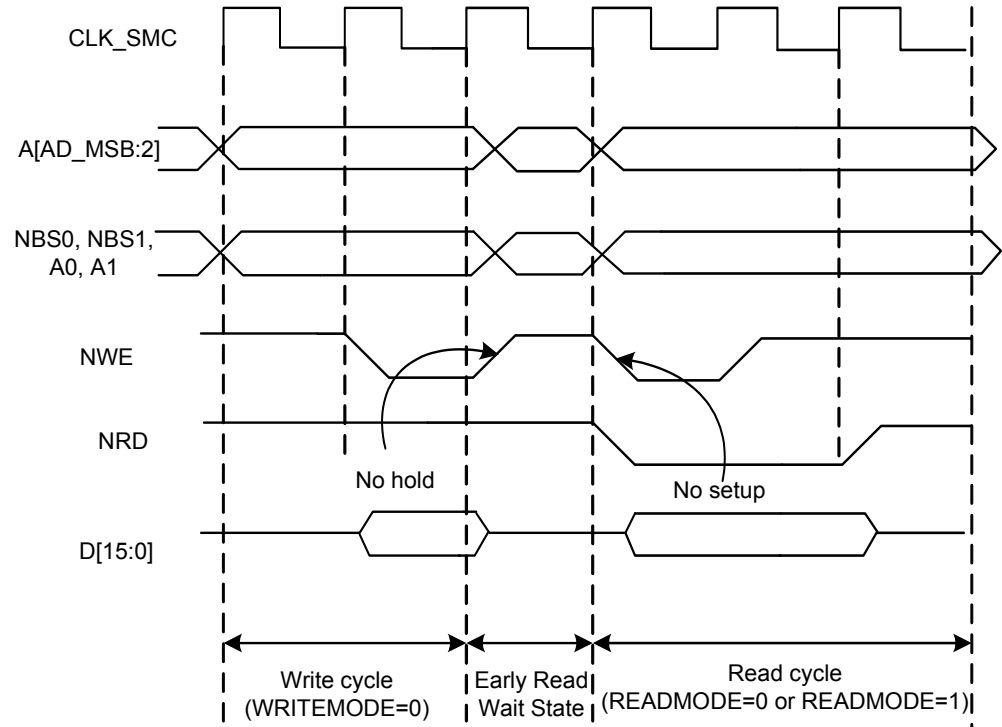 CLK_SMC
A[AD_MSB:2]
NBS0, NBS1,
A0, A1
NWE
NRD
No hold
No setup
D[15:0]
Write cycle
(WRITEMODE=0)
Early Read
Wait State
Read cycle
(READMODE=0 or READMODE=1)